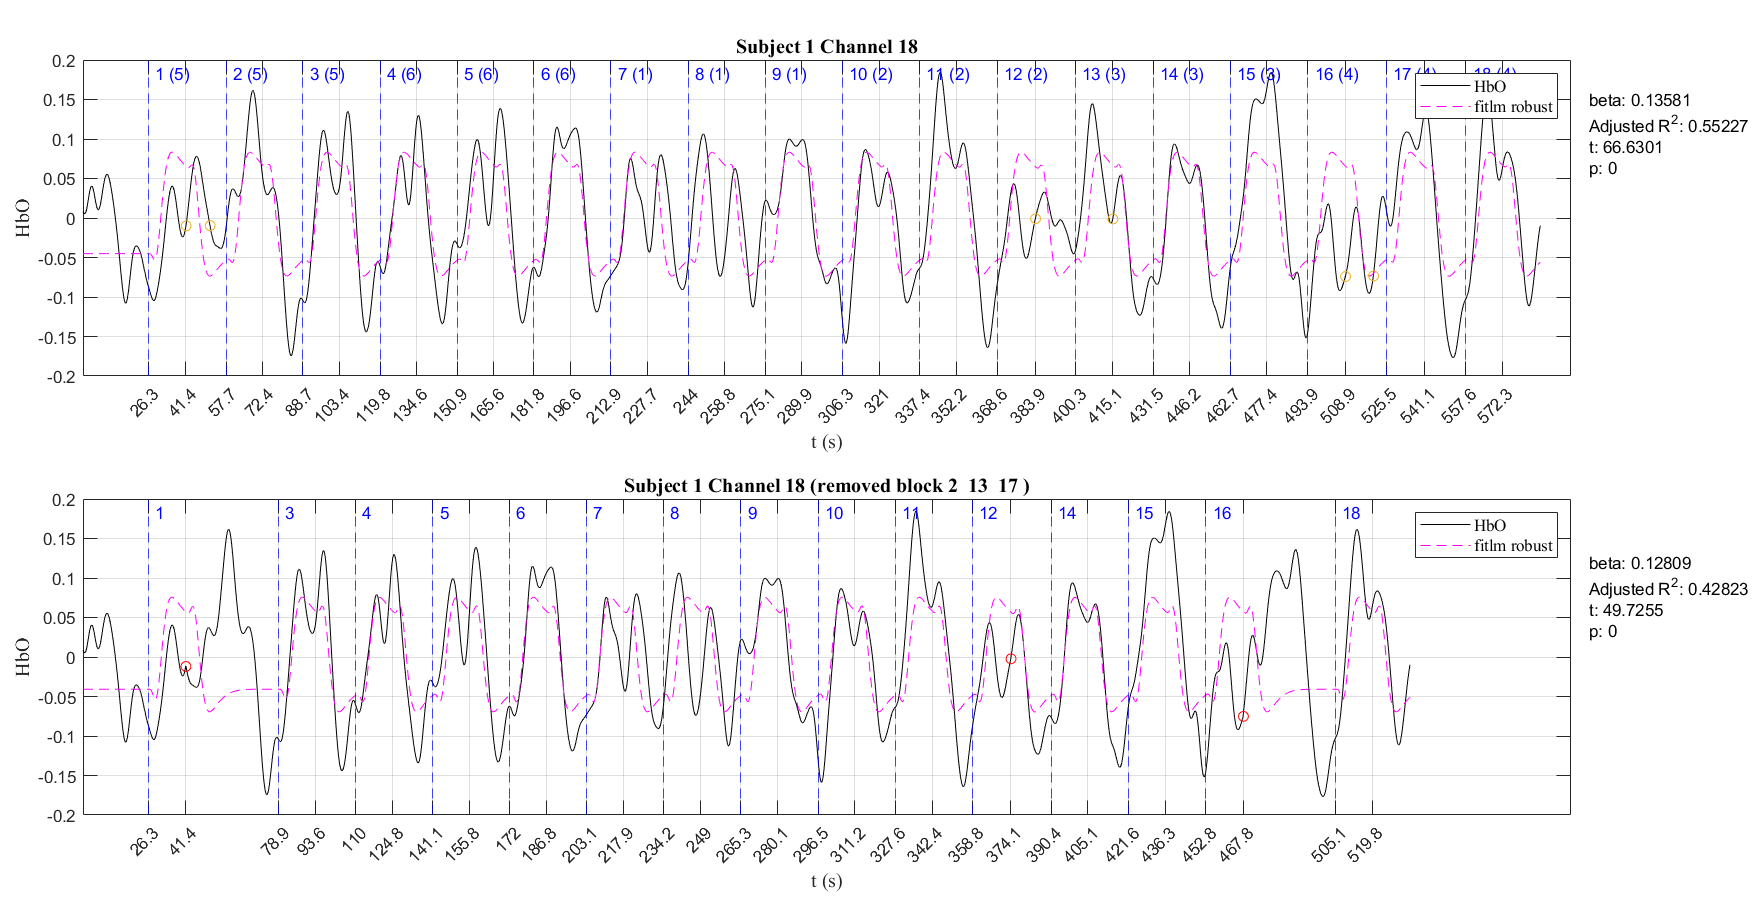 Subject 1 Channel 18
0.2
0.15
0.1
0.05
0
-0.05
-0.1
-0.15
-0.2
HbO
1 (5) 2 (5) 3 (5) 4 (6) 5 (6) 6 (6) 7 (1) 8 (1) 9 (1) 10 (2) 11 (2) 12 (2) 13 (3) 14 (3) 15 (3) 16 (4) 17 (4) 18 (4)
HbO
fitlm robust
beta: 0.13581
Adjusted R²: 0.55227
t: 66.6301
p: 0
26.3 41.4 57.7 72.4 88.7 103.4 119.8 134.6 150.9 165.6 181.8 196.6 212.9 227.7 244 258.8 275.1 289.9 306.3 321 337.4 352.2 368.6 383.9 400.3 415.1 431.5 446.2 462.7 477.4 493.9 508.9 525.5 541.1 557.6 572.3
t (s)
Subject 1 Channel 18 (removed block 2 13 17 )
0.2
0.15
0.1
0.05
0
-0.05
-0.1
-0.15
-0.2
HbO
1 3 4 5 6 7 8 9 10 11 12 14 15 16 18
HbO
fitlm robust
beta: 0.12809
Adjusted R²: 0.42823
t: 49.7255
p: 0
26.3 41.4 78.9 93.6 110 124.8 141.1 155.8 172 186.8 203.1 217.9 234.2 249 265.3 280.1 296.5 311.2 327.6 342.4 358.8 374.1 390.4 405.1 421.6 436.3 452.8 467.8 505.1 519.8
t (s)